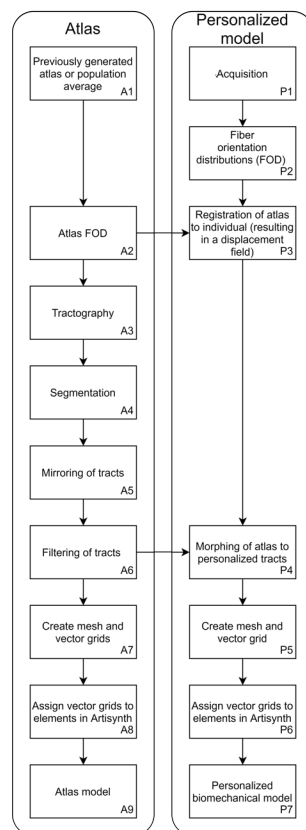 Atlas
Previously generated
atlas or population
average
A1
Atlas FOD
A2
Tractography
A3
Segmentation
A4
Mirroring of tracts
A5
Filtering of tracts
A6
Create mesh and
vector grids
A7
Assign vector grids to
elements in Artisynth
A8
Atlas model
A9
Personalized
model
Acquisition
P1
Fiber
orientation
distributions (FOD)
P2
Registration of atlas
to individual (resulting
in a displacement
field)
P3
Morphing of atlas to
personalized tracts
P4
Create mesh and
vector grid
P5
Assign vector grids to
elements in Artisynth
P6
Personalized
biomechanical model
P7